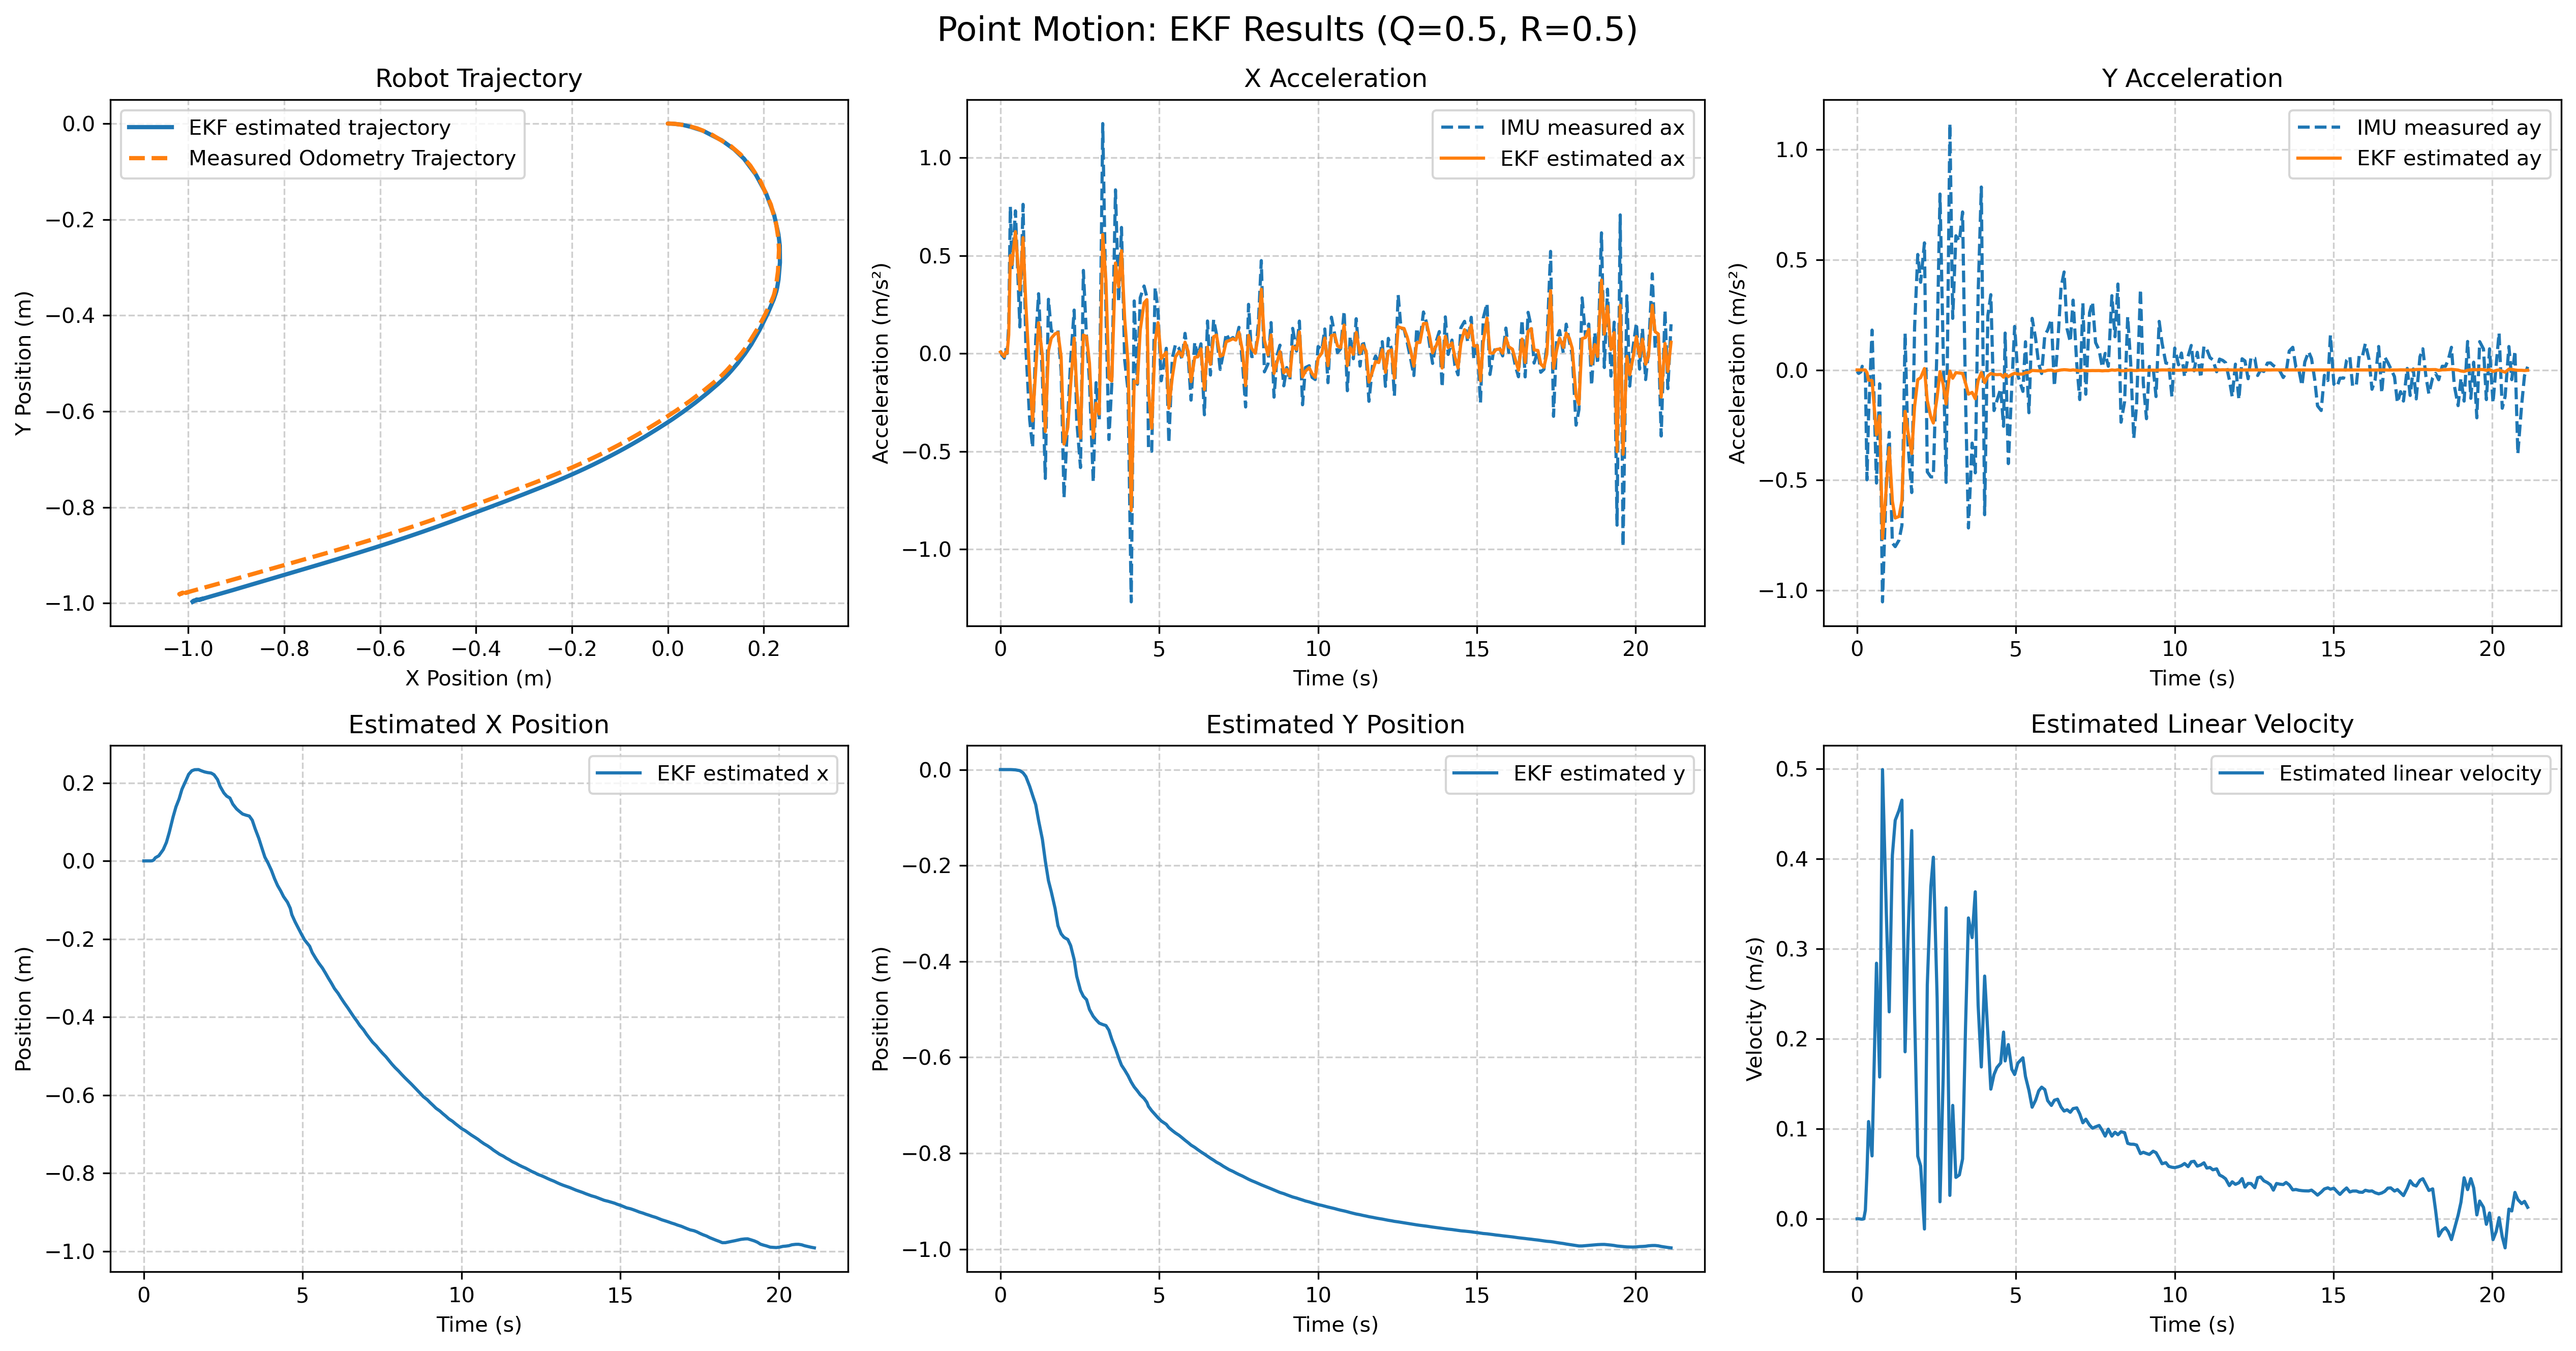 Point Motion: EKF Results (Q=0.5, R=0.5)
Robot Trajectory
EKF estimated trajectory
Measured Odometry Trajectory
0.0
−0.2
−0.4
−0.6
−0.8
−1.0
Y Position (m)
−1.0 −0.8 −0.6 −0.4 −0.2 0.0 0.2
X Position (m)
X Acceleration
IMU measured ax
EKF estimated ax
1.0
0.5
0.0
−0.5
−1.0
Acceleration (m/s²)
0 5 10 15 20
Time (s)
Y Acceleration
IMU measured ay
EKF estimated ay
1.0
0.5
0.0
−0.5
−1.0
Acceleration (m/s²)
0 5 10 15 20
Time (s)
Estimated X Position
EKF estimated x
0.2
0.0
−0.2
−0.4
−0.6
−0.8
−1.0
Position (m)
0 5 10 15 20
Time (s)
Estimated Y Position
EKF estimated y
0.0
−0.2
−0.4
−0.6
−0.8
−1.0
Position (m)
0 5 10 15 20
Time (s)
Estimated Linear Velocity
Estimated linear velocity
0.5
0.4
0.3
0.2
0.1
0.0
Velocity (m/s)
0 5 10 15 20
Time (s)